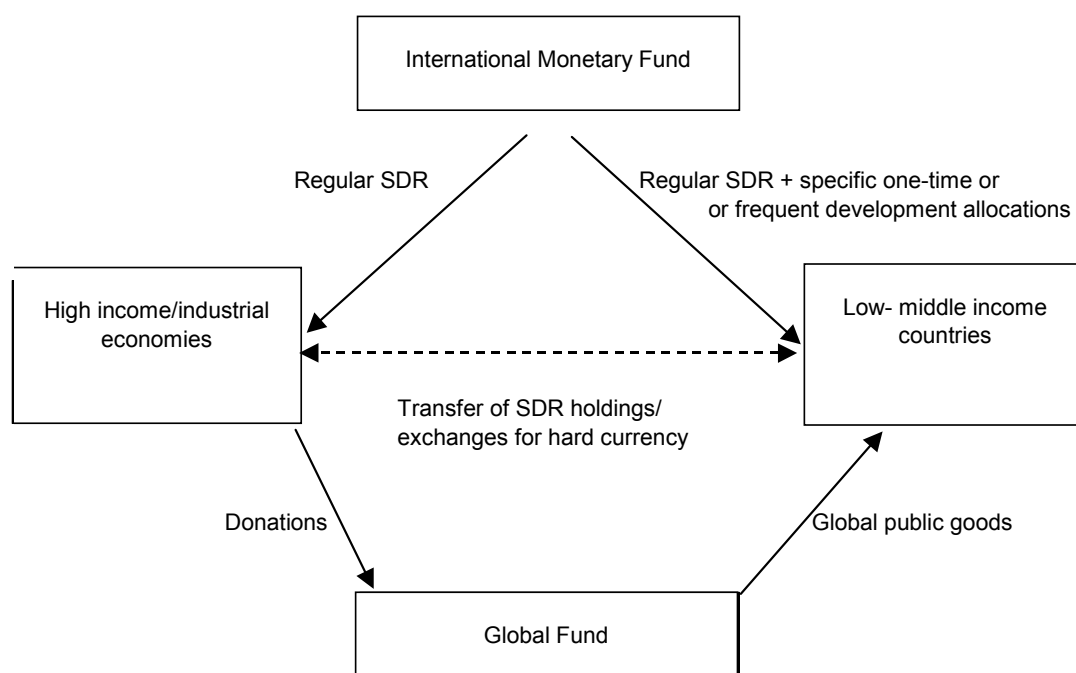 International Monetary Fund
Regular SDR
Regular SDR + specific one-time or
or frequent development allocations
High income/industrial
economies
Low- middle income
countries
Transfer of SDR holdings/
exchanges for hard currency
Donations
Global public goods
Global Fund